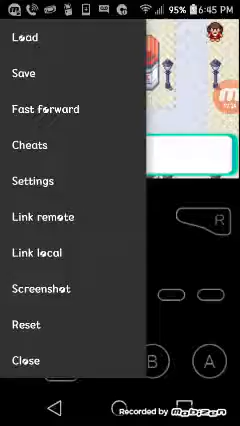 95% 6:45 PM
Load
Save
Fast forward
Cheats
Settings
Link remote
Link local
Screenshot
Reset
Close
R
B
A
Recorded by Mobizen